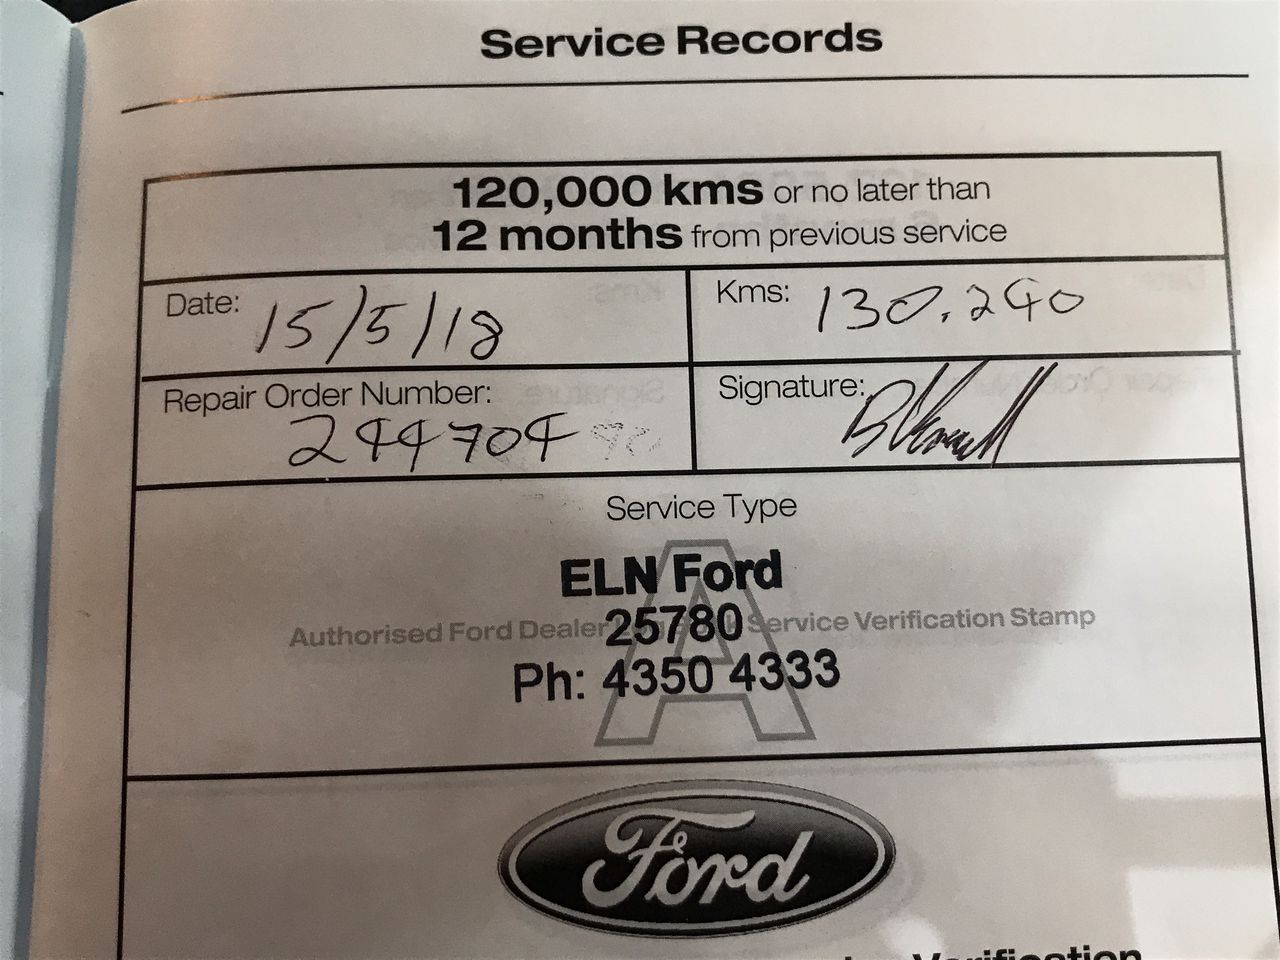 Service Records
120,000 kms or no later than
12 months from previous service
Date: 15/5/18
Kms: 130.240
Repair Order Number:
244704
Signature:
Service Type
ELN Ford
Authorised Ford Dealer 25780 Service Verification Stamp
Ph: 4350 4333
Ford
Verification